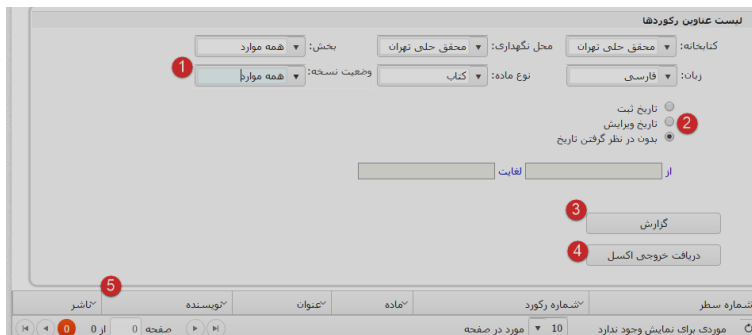 لیست عناوین رکوردها
کتابخانه: محقق حلی تهران محل نگهداری: محقق حلی تهران بخش: همه موارد
1
زبان: فارسی نوع ماده: کتاب وضعیت نسخه: همه موارد
تاریخ ثبت
تاریخ ویرایش 2
بدون در نظر گرفتن تاریخ
از لغایت
3
گزارش
4
دریافت خروجی اکسل
5
شماره سطر شماره رکورد ماده عنوان نویسنده ناشر
موردی برای نمایش وجود ندارد 10 مورد در صفحه صفحه 0 از 0 0